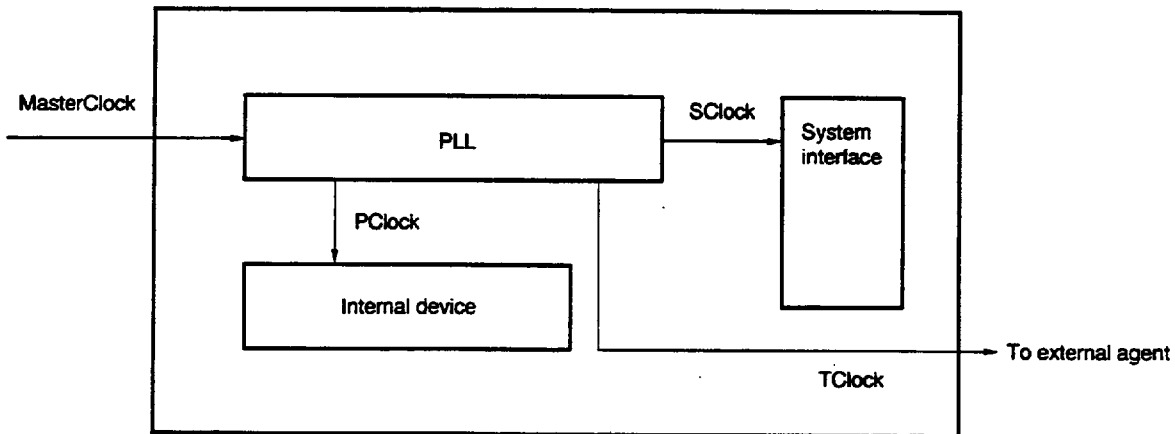 MasterClock
PLL
SClock
System
interface
PClock
Internal device
To external agent
TClock